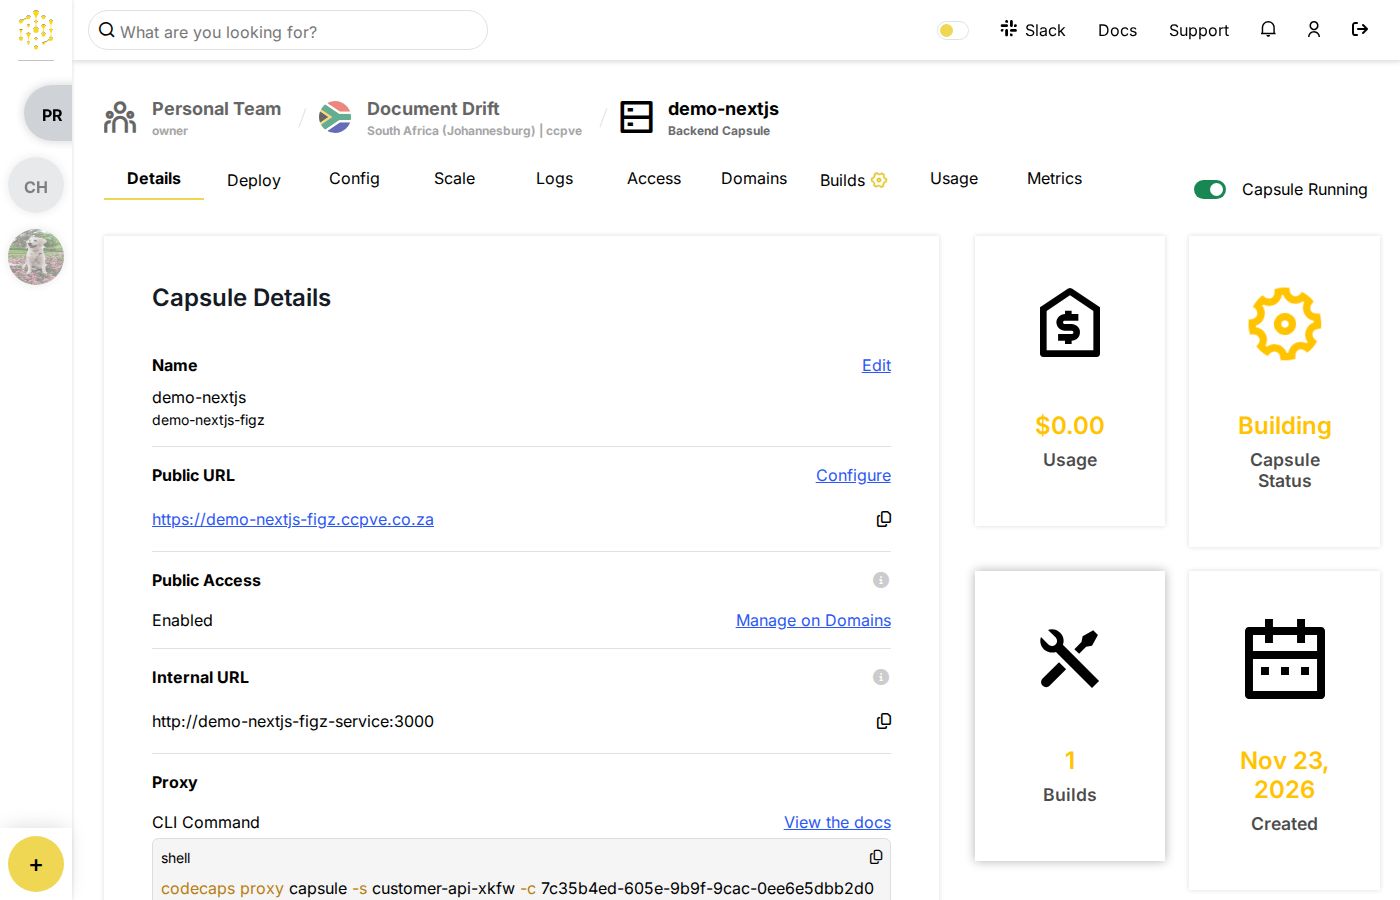 What are you looking for?
Slack
Docs
Support
PR
CH
+
Personal Team
owner
/
Document Drift
South Africa (Johannesburg) | ccpve
/
demo-nextjs
Backend Capsule
Details
Deploy
Config
Scale
Logs
Access
Domains
Builds
Usage
Metrics
Capsule Running
Capsule Details
Name
Edit
demo-nextjs
demo-nextjs-figz
Public URL
Configure
https://demo-nextjs-figz.ccpve.co.za
Public Access
Enabled
Manage on Domains
Internal URL
http://demo-nextjs-figz-service:3000
Proxy
CLI Command
View the docs
shell
codecaps proxy capsule -s customer-api-xkfw -c 7c35b4ed-605e-9b9f-9cac-0ee6e5dbb2d0
$0.00
Usage
Building
Capsule
Status
1
Builds
Nov 23,
2026
Created